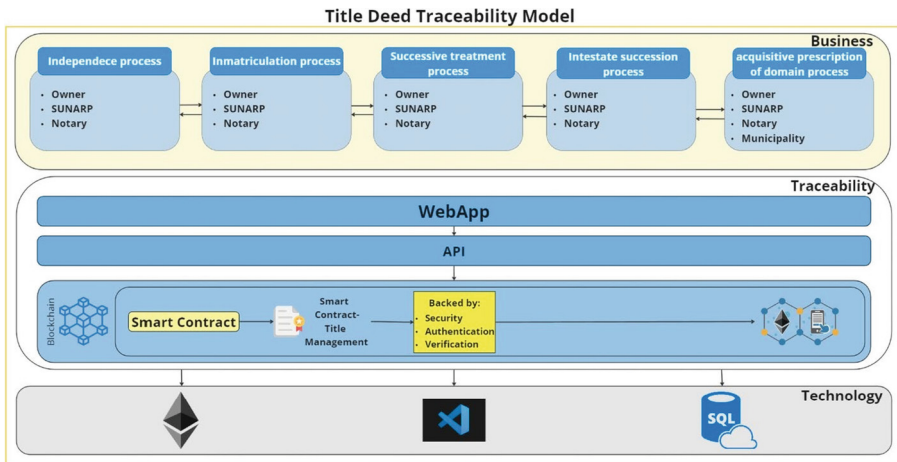 Title Deed Traceability Model
Business
Independece process
• Owner
• SUNARP
• Notary
Inmatriculation process
• Owner
• SUNARP
• Notary
Successive treatment
process
• Owner
• SUNARP
• Notary
Intestate succession
process
• Owner
• SUNARP
• Notary
acquisitive prescription
of domain process
• Owner
• SUNARP
• Notary
• Municipality
Traceability
WebApp
API
Blockchain
Smart Contract
Smart
Contract-
Title
Management
Backed by:
• Security
• Authentication
• Verification
Technology
SQL